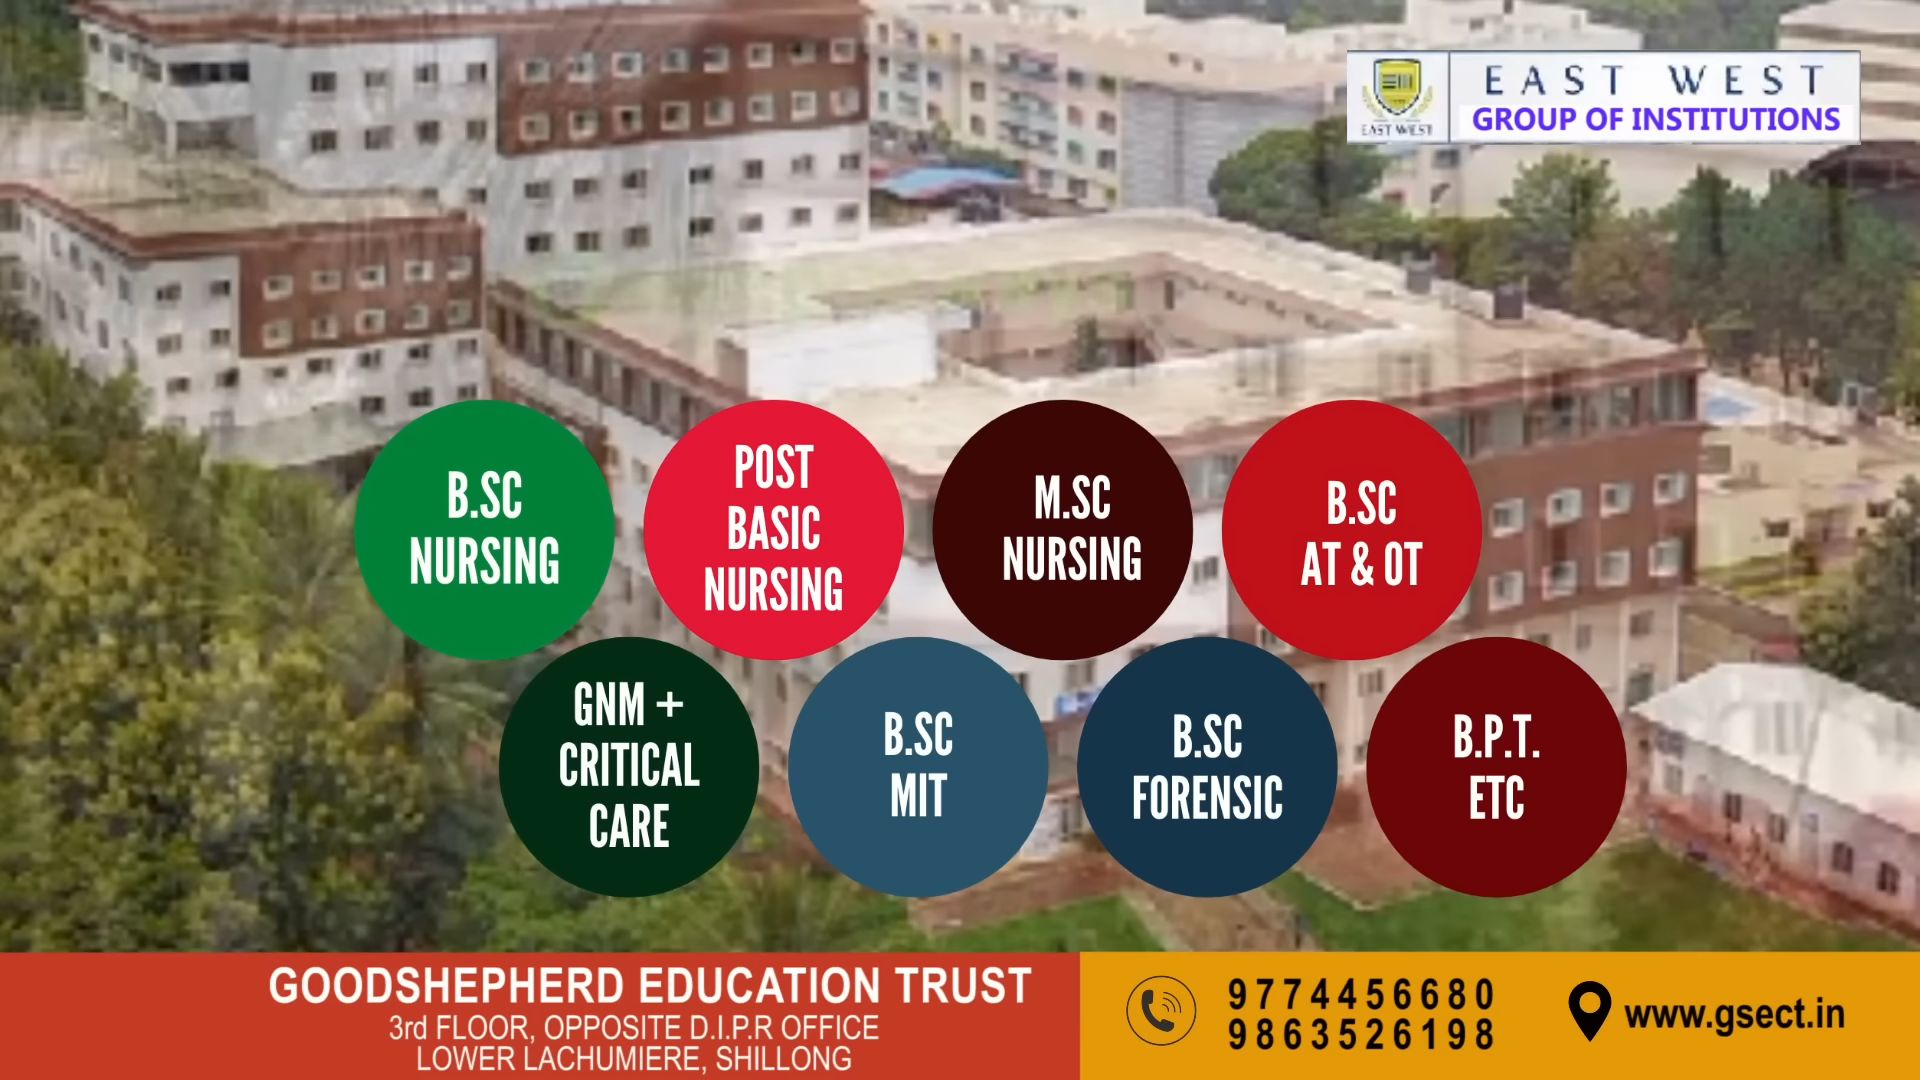 EAST WEST
EAST WEST
GROUP OF INSTITUTIONS
B.SC
NURSING
POST
BASIC
NURSING
M.SC
NURSING
B.SC
AT & OT
GNM +
CRITICAL
CARE
B.SC
MIT
B.SC
FORENSIC
B.P.T.
ETC
GOODSHEPHERD EDUCATION TRUST
3rd FLOOR, OPPOSITE D.I.P.R OFFICE
LOWER LACHUMIERE, SHILLONG
9774456680
9863526198
www.gsect.in